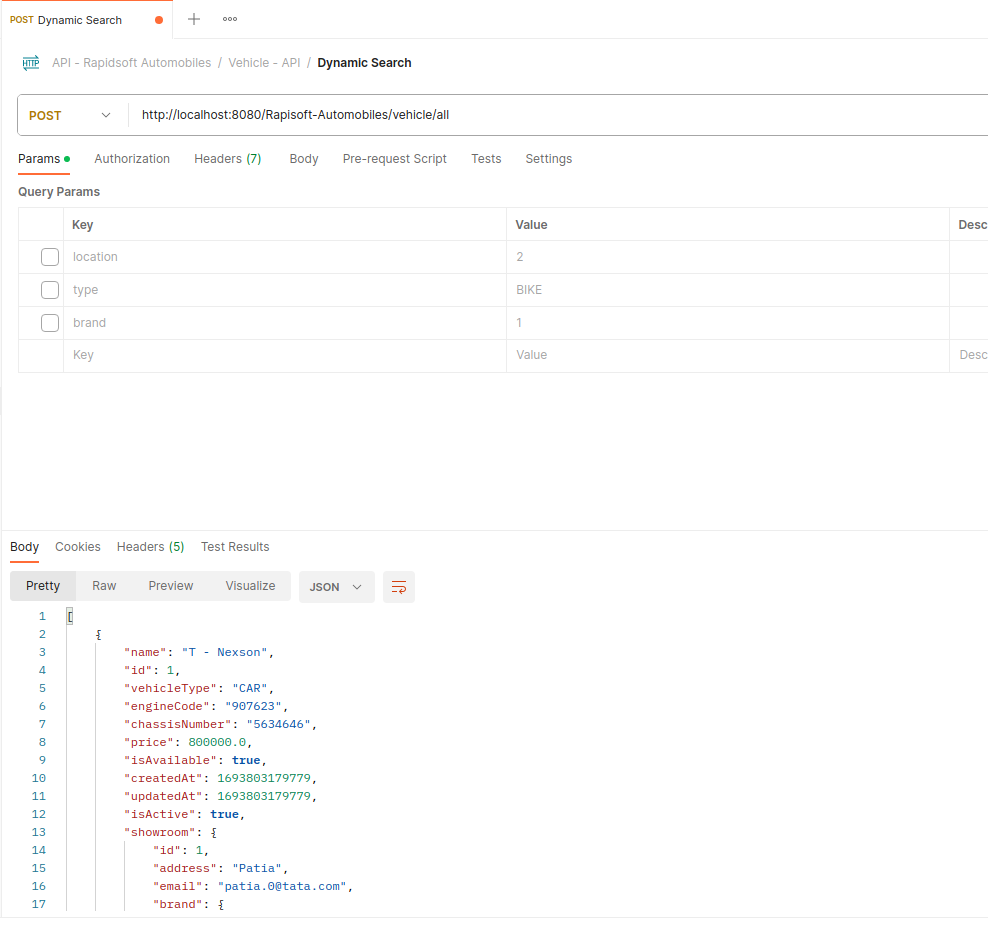 POST Dynamic Search
HTTP API - Rapidsoft Automobiles / Vehicle - API / Dynamic Search
POST http://localhost:8080/Rapisoft-Automobiles/vehicle/all
Params Authorization Headers (7) Body Pre-request Script Tests Settings
Query Params
Key Value Desc
location 2
type BIKE
brand 1
Key Value Desc
Body Cookies Headers (5) Test Results
Pretty Raw Preview Visualize JSON
1 [
2 {
3 "name": "T - Nexson",
4 "id": 1,
5 "vehicleType": "CAR",
6 "engineCode": "907623",
7 "chassisNumber": "5634646",
8 "price": 800000.0,
9 "isAvailable": true,
10 "createdAt": 1693803179779,
11 "updatedAt": 1693803179779,
12 "isActive": true,
13 "showroom": {
14 "id": 1,
15 "address": "Patia",
16 "email": "patia.0@tata.com",
17 "brand": {